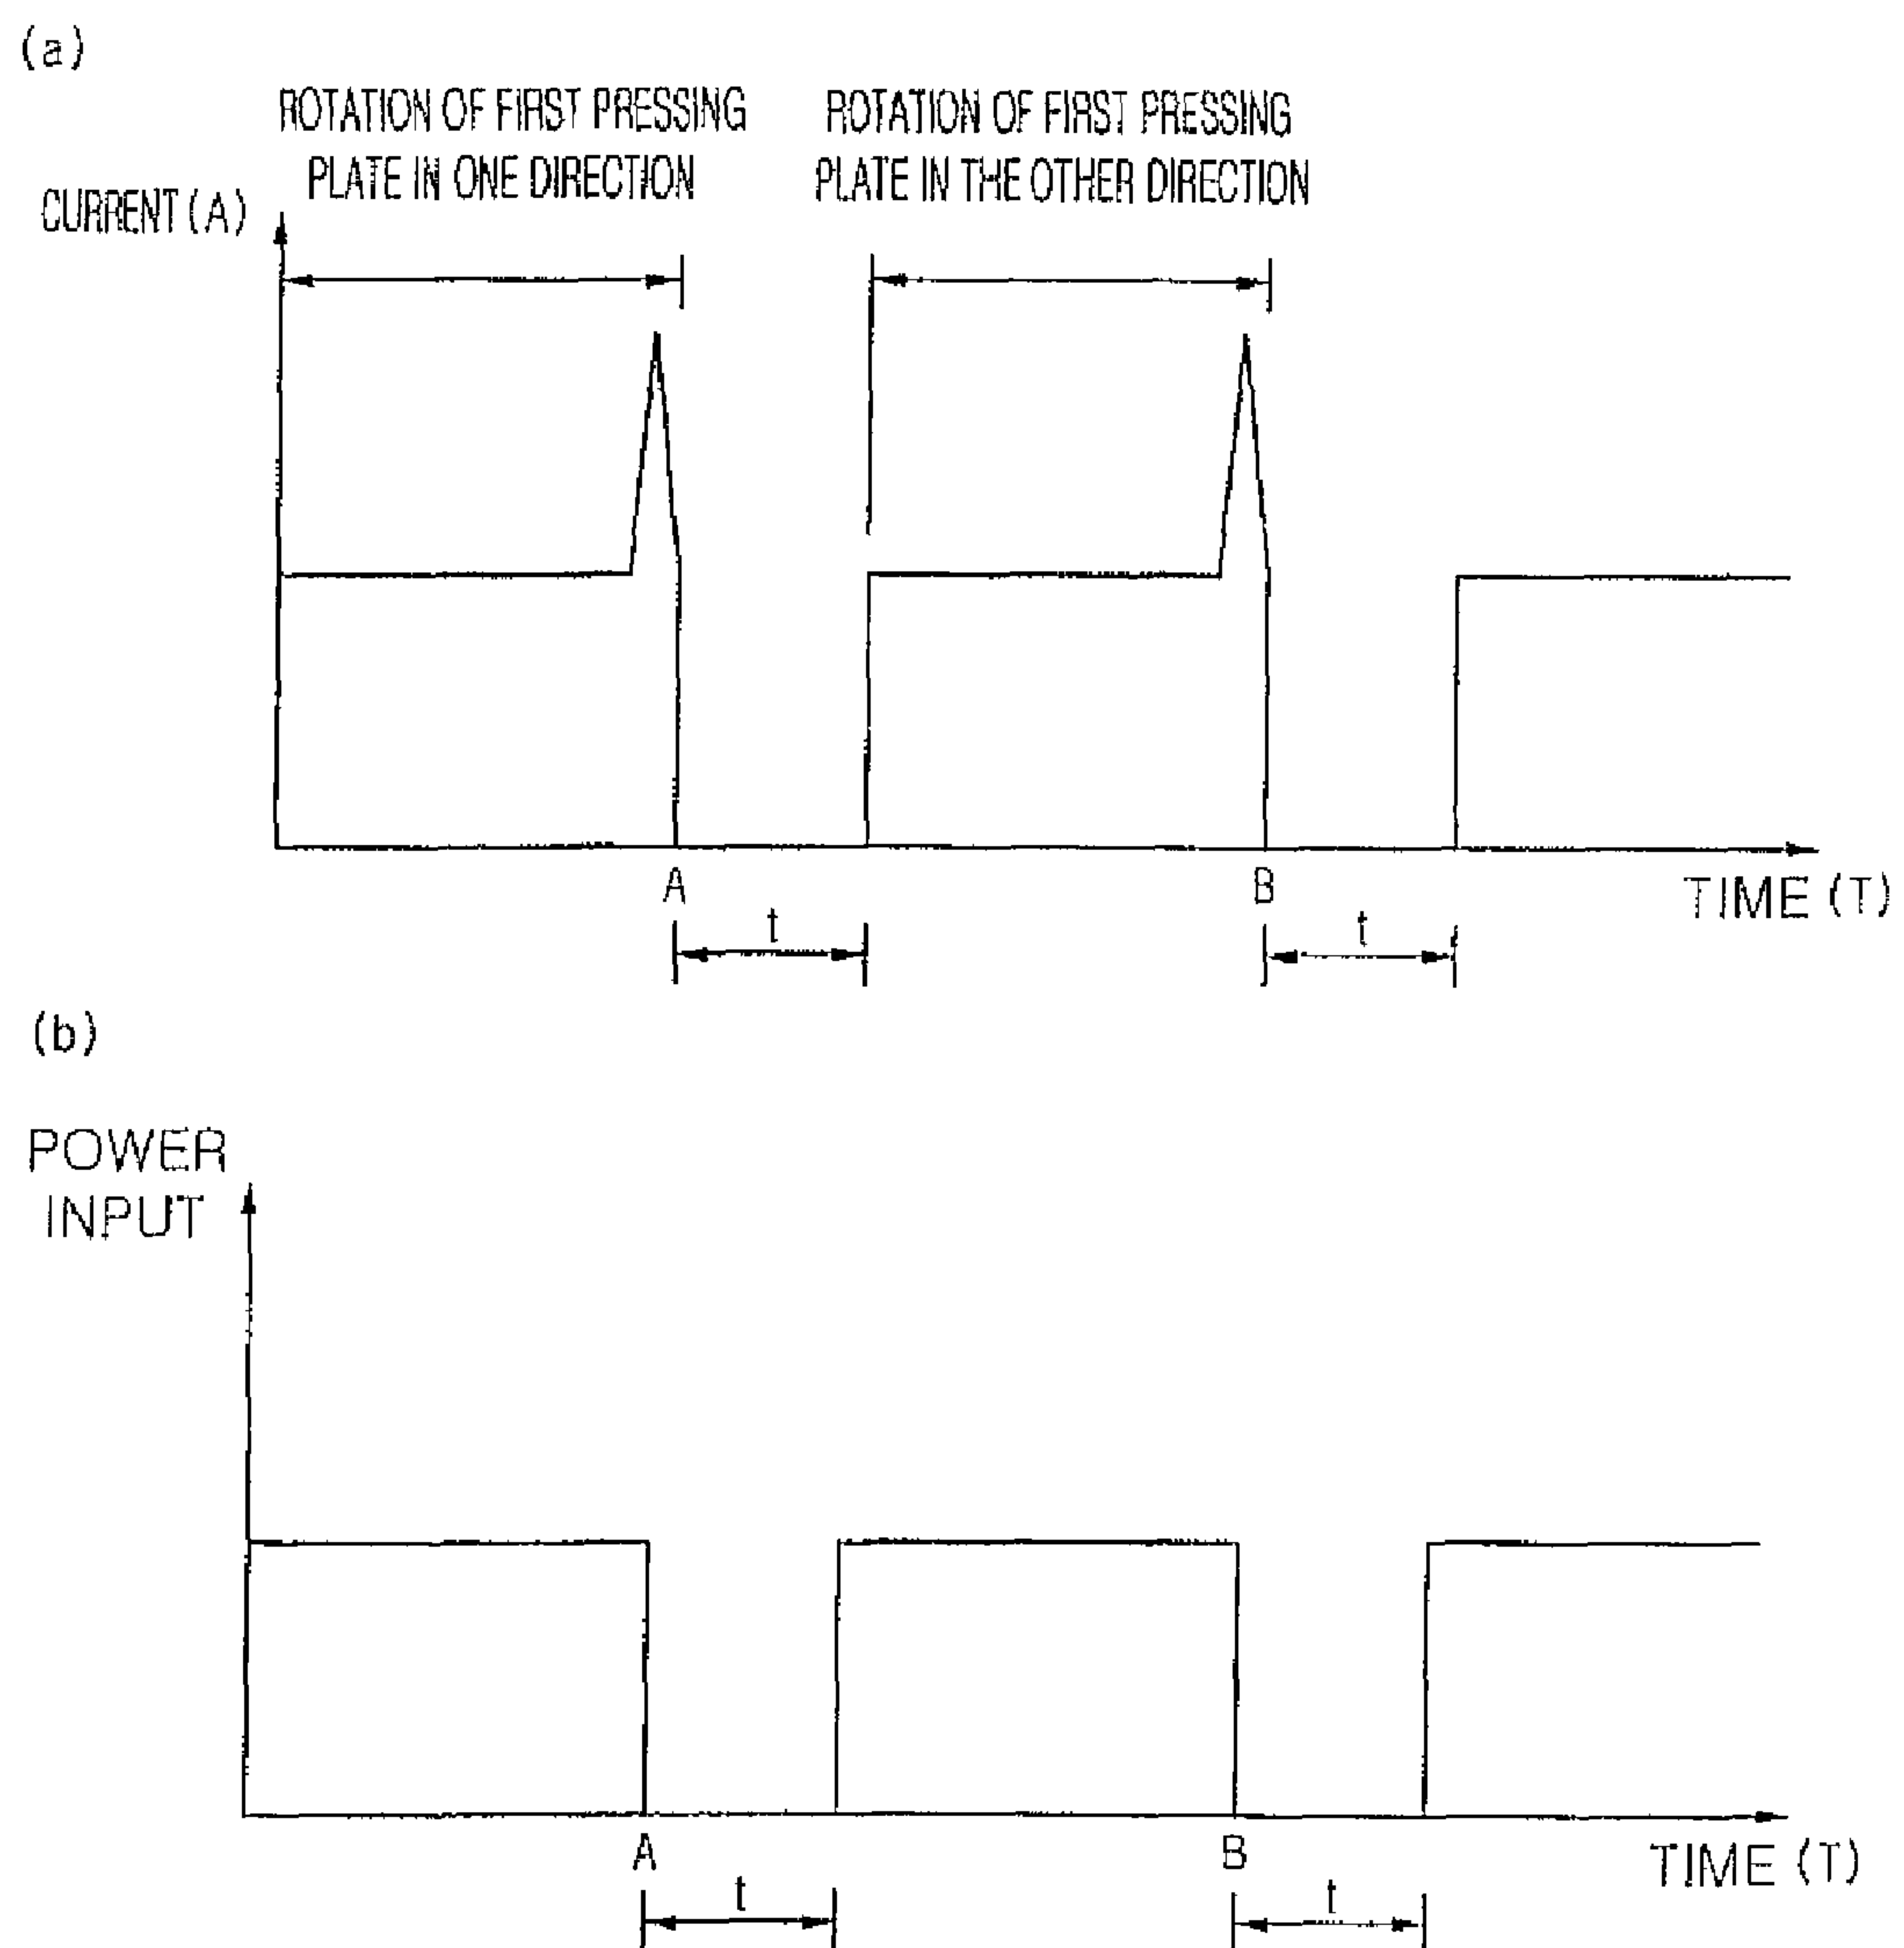 (a)
ROTATION OF FIRST PRESSING
PLATE IN ONE DIRECTION
ROTATION OF FIRST PRESSING
PLATE IN THE OTHER DIRECTION
CURRENT (A)
A
B
TIME (T)
t
t
(b)
POWER
INPUT
A
B
TIME (T)
t
t